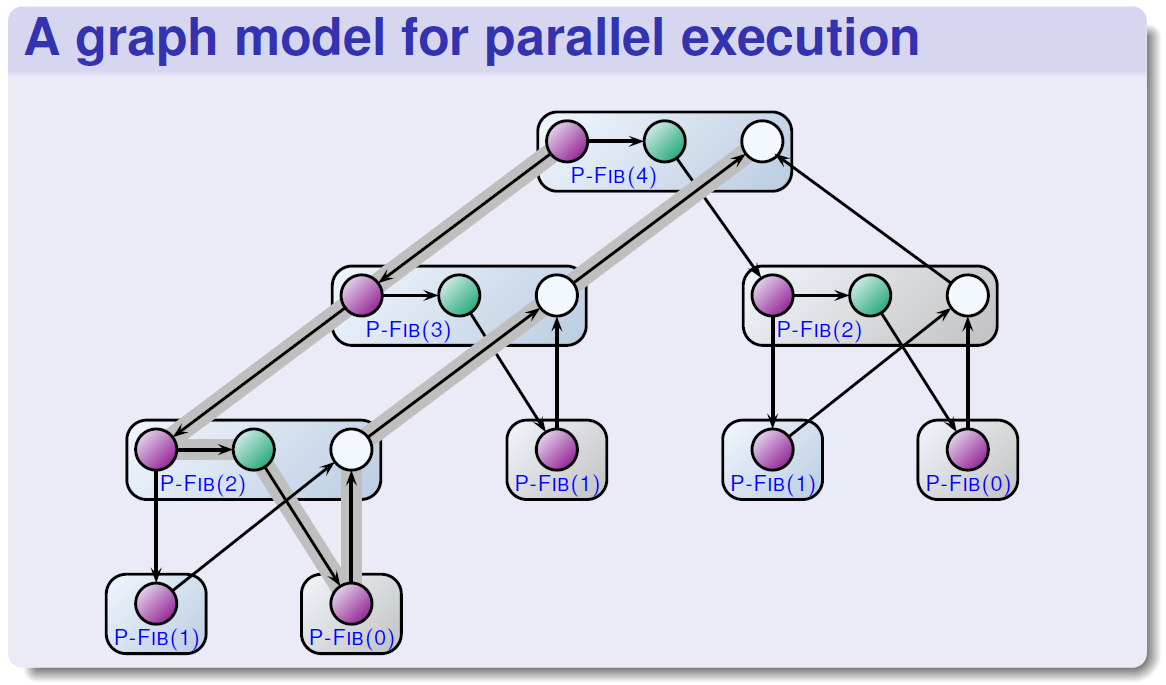 A graph model for parallel execution
P-FIB(4)
P-FIB(3)
P-FIB(2)
P-FIB(2)
P-FIB(1)
P-FIB(1)
P-FIB(0)
P-FIB(1)
P-FIB(0)